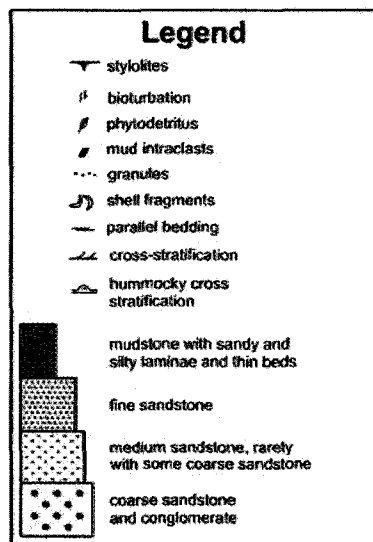 Legend
stylolites
bioturbation
phytodetritus
mud intraclasts
granules
shell fragments
parallel bedding
cross-stratification
hummocky cross
stratification
mudstone with sandy and
silty laminae and thin beds
fine sandstone
medium sandstone, rarely
with some coarse sandstone
coarse sandstone
and conglomerate